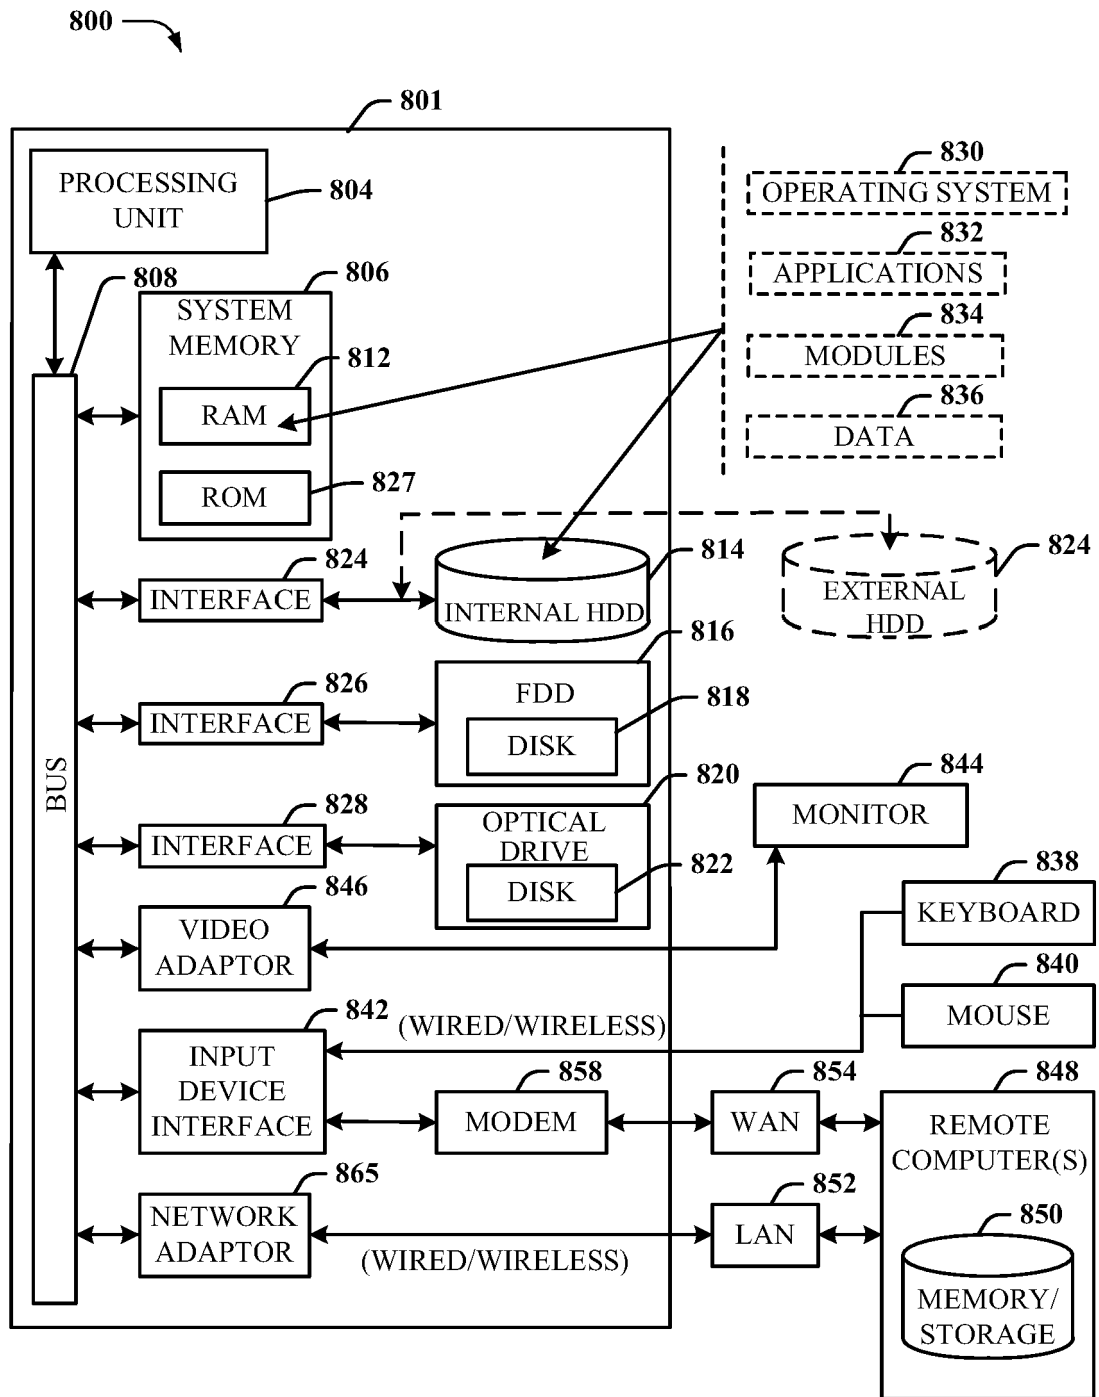 800
801
PROCESSING
UNIT
804
808
806
SYSTEM
MEMORY
812
RAM
ROM
827
830
OPERATING SYSTEM
832
APPLICATIONS
834
MODULES
836
DATA
BUS
824
INTERFACE
814
INTERNAL HDD
824
EXTERNAL
HDD
826
INTERFACE
816
FDD
818
DISK
828
INTERFACE
820
OPTICAL
DRIVE
822
DISK
844
MONITOR
846
VIDEO
ADAPTOR
838
KEYBOARD
840
MOUSE
842
INPUT
DEVICE
INTERFACE
(WIRED/WIRELESS)
858
MODEM
854
WAN
848
REMOTE
COMPUTER(S)
865
NETWORK
ADAPTOR
(WIRED/WIRELESS)
852
LAN
850
MEMORY/
STORAGE